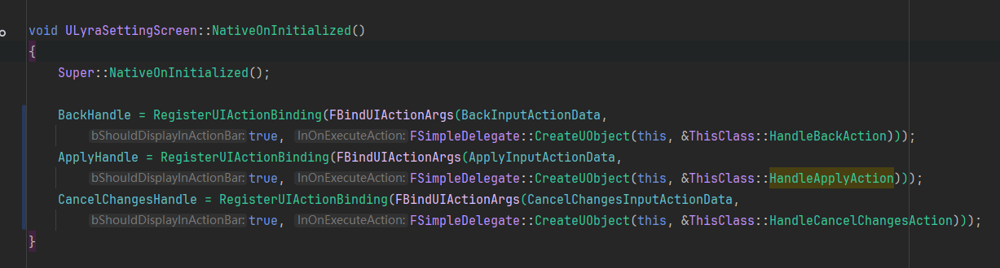 void ULyraSettingScreen::NativeOnInitialized()
{
Super::NativeOnInitialized();
BackHandle = RegisterUIActionBinding(FBindUIActionArgs(BackInputActionData,
bShouldDisplayInActionBar: true, InOnExecuteAction: FSimpleDelegate::CreateUObject(this, &ThisClass::HandleBackAction)));
ApplyHandle = RegisterUIActionBinding(FBindUIActionArgs(ApplyInputActionData,
bShouldDisplayInActionBar: true, InOnExecuteAction: FSimpleDelegate::CreateUObject(this, &ThisClass::HandleApplyAction)));
CancelChangesHandle = RegisterUIActionBinding(FBindUIActionArgs(CancelChangesInputActionData,
bShouldDisplayInActionBar: true, InOnExecuteAction: FSimpleDelegate::CreateUObject(this, &ThisClass::HandleCancelChangesAction)));
}